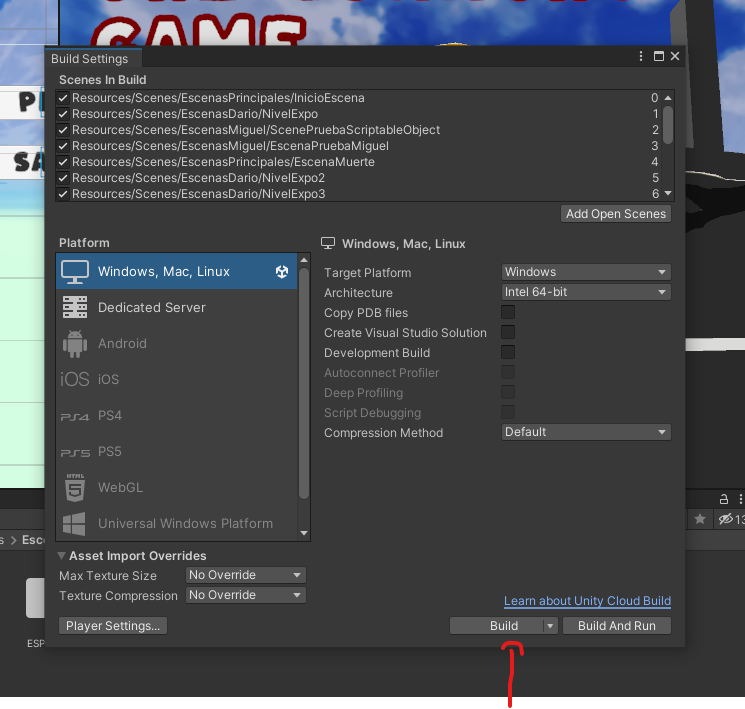 GAME
Build Settings
Scenes In Build
Resources/Scenes/EscenasPrincipales/InicioEscena 0
Resources/Scenes/EscenasDario/NivelExpo 1
Resources/Scenes/EscenasMiguel/ScenePruebaScriptableObject 2
Resources/Scenes/EscenasMiguel/EscenaPruebaMiguel 3
Resources/Scenes/EscenasPrincipales/EscenaMuerte 4
Resources/Scenes/EscenasDario/NivelExpo2 5
Resources/Scenes/EscenasDario/NivelExpo3 6
Add Open Scenes
Platform
Windows, Mac, Linux
Dedicated Server
Android
iOS iOS
PS4 PS4
PS5 PS5
HTML 5 WebGL
Universal Windows Platform
Windows, Mac, Linux
Target Platform Windows
Architecture Intel 64-bit
Copy PDB files
Create Visual Studio Solution
Development Build
Autoconnect Profiler
Deep Profiling
Script Debugging
Compression Method Default
Asset Import Overrides
Max Texture Size No Override
Texture Compression No Override
Learn about Unity Cloud Build
Player Settings...
Build
Build And Run
s > Esc
13
ESP